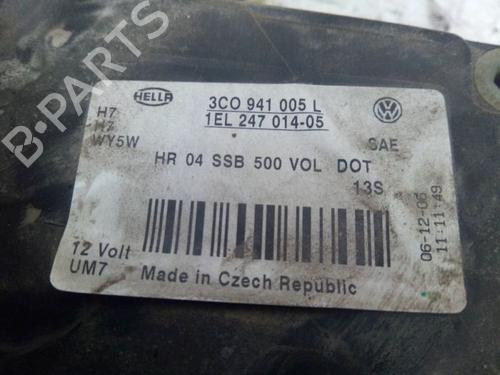 HELLA
3C0 941 005 L
1EL 247 014-05
H7
H7
WY5W
SAE
HR 04 SSB 500 VOL DOT
13S
06-12-06
11:11:49
12 Volt
UM7
Made in Czech Republic
B-PARTS